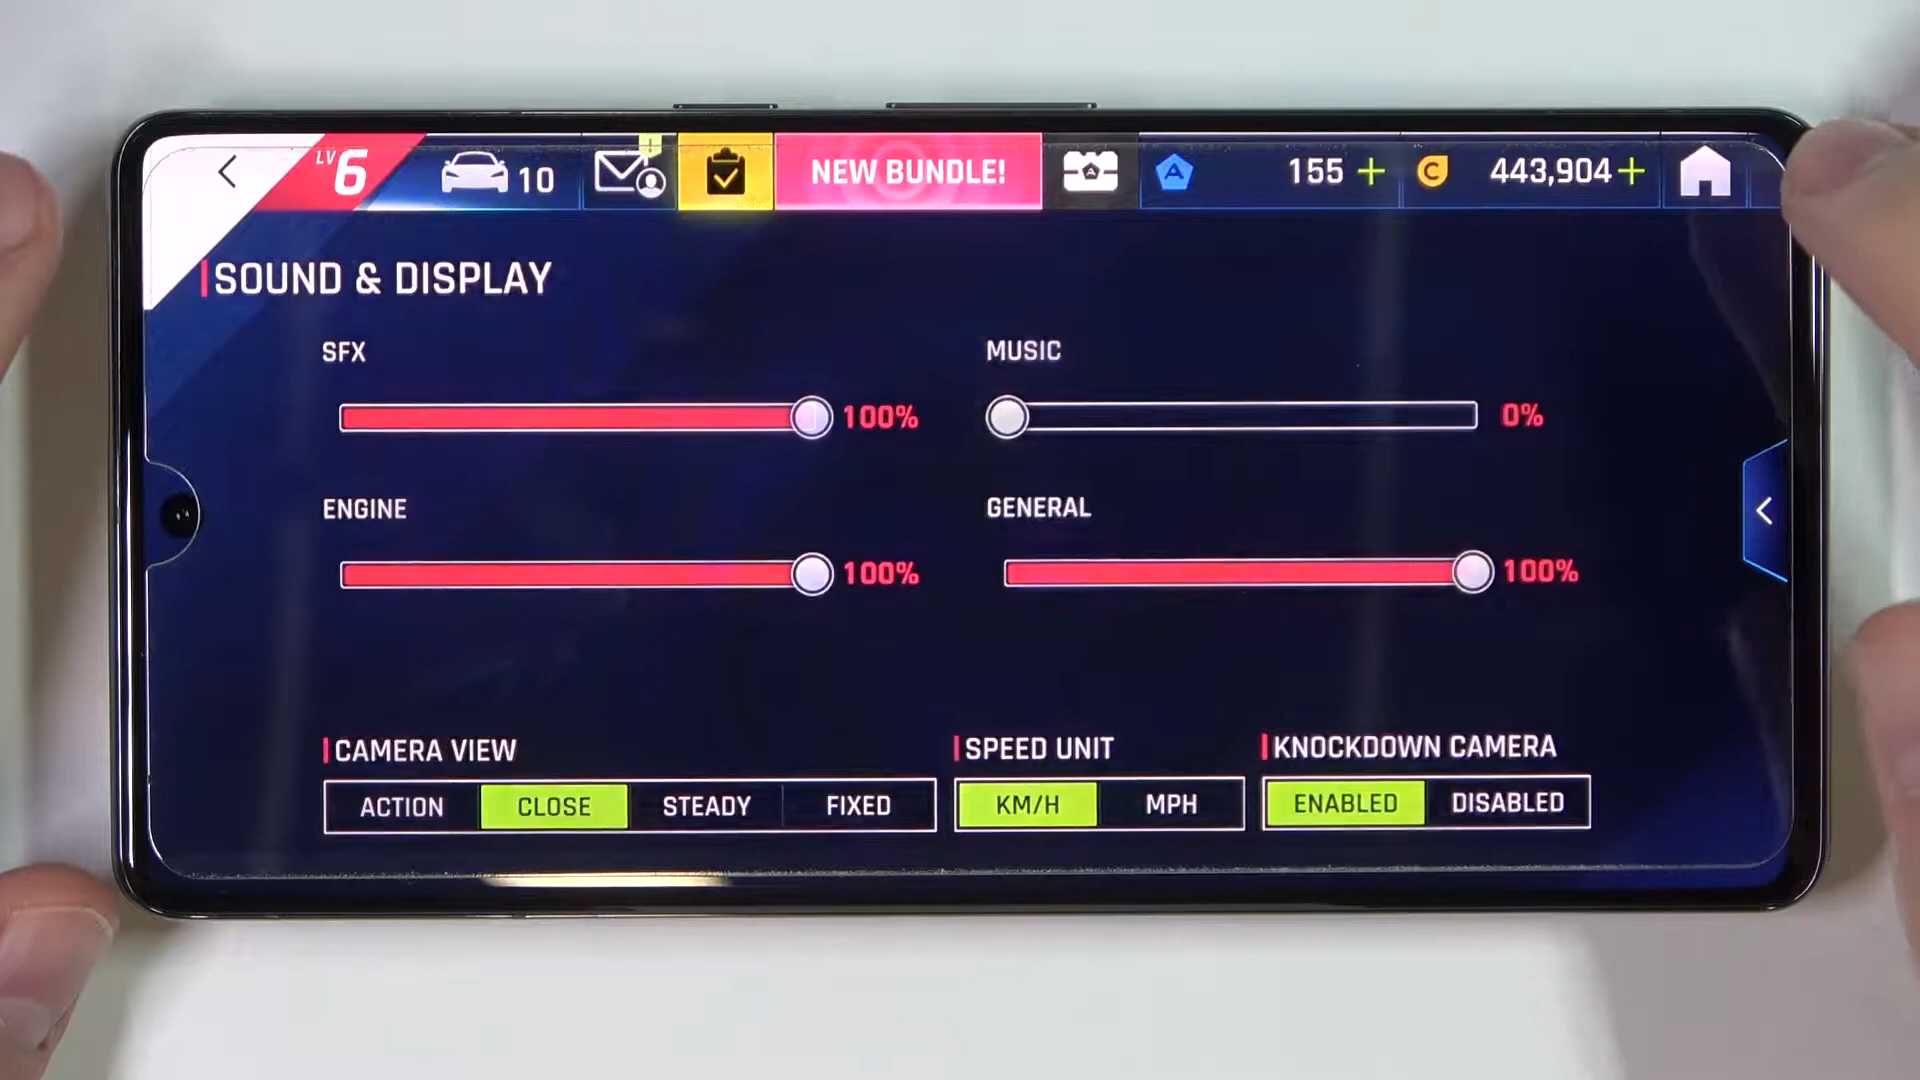 LV 6 10 NEW BUNDLE! 155 + 443,904 +
SOUND & DISPLAY
SFX MUSIC
100% 0%
ENGINE GENERAL
100% 100%
CAMERA VIEW SPEED UNIT KNOCKDOWN CAMERA
ACTION CLOSE STEADY FIXED KM/H MPH ENABLED DISABLED